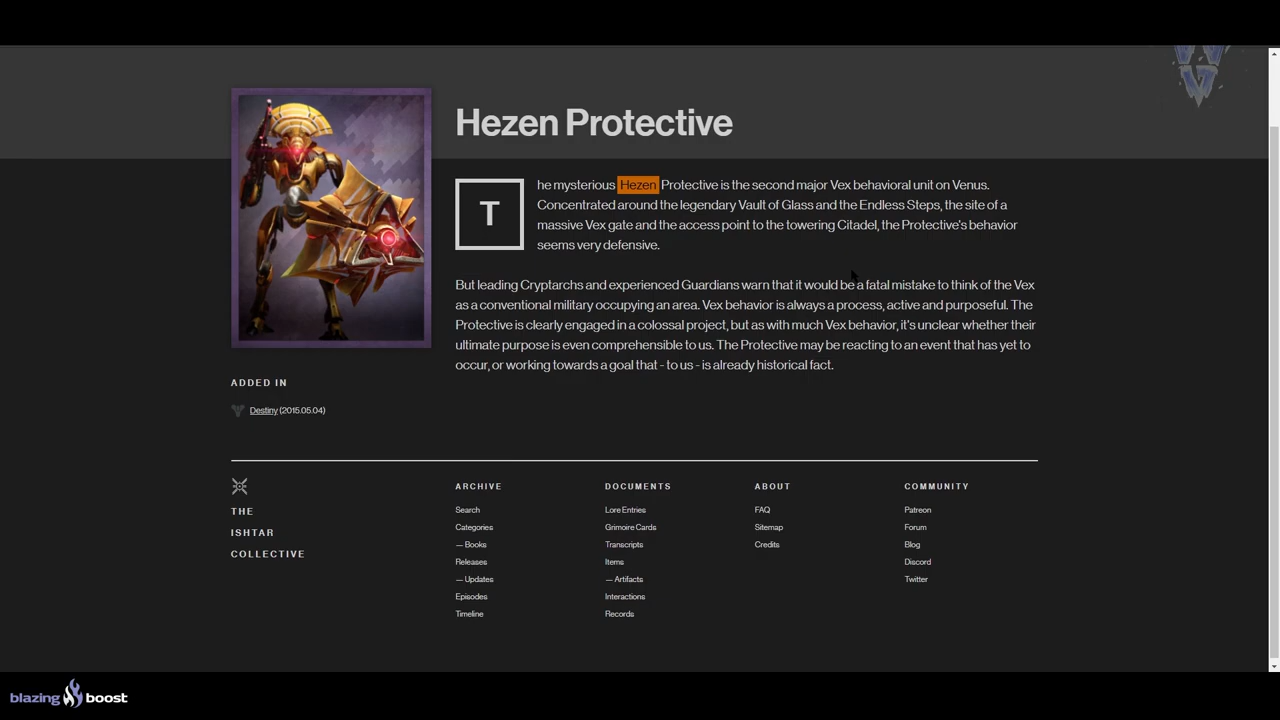 Hezen Protective
The mysterious Hezen Protective is the second major Vex behavioral unit on Venus.
Concentrated around the legendary Vault of Glass and the Endless Steps, the site of a
massive Vex gate and the access point to the towering Citadel, the Protective's behavior
seems very defensive.
But leading Cryptarchs and experienced Guardians warn that it would be a fatal mistake to think of the Vex
as a conventional military occupying an area. Vex behavior is always a process, active and purposeful. The
Protective is clearly engaged in a colossal project, but as with much Vex behavior, it's unclear whether their
ultimate purpose is even comprehensible to us. The Protective may be reacting to an event that has yet to
occur, or working towards a goal that - to us - is already historical fact.
ADDED IN
Destiny (2015.05.04)
THE
ISHTAR
COLLECTIVE
ARCHIVE
Search
Categories
— Books
Releases
— Updates
Episodes
Timeline
DOCUMENTS
Lore Entries
Grimoire Cards
Transcripts
Items
— Artifacts
Interactions
Records
ABOUT
FAQ
Sitemap
Credits
COMMUNITY
Patreon
Forum
Blog
Discord
Twitter
blazing boost